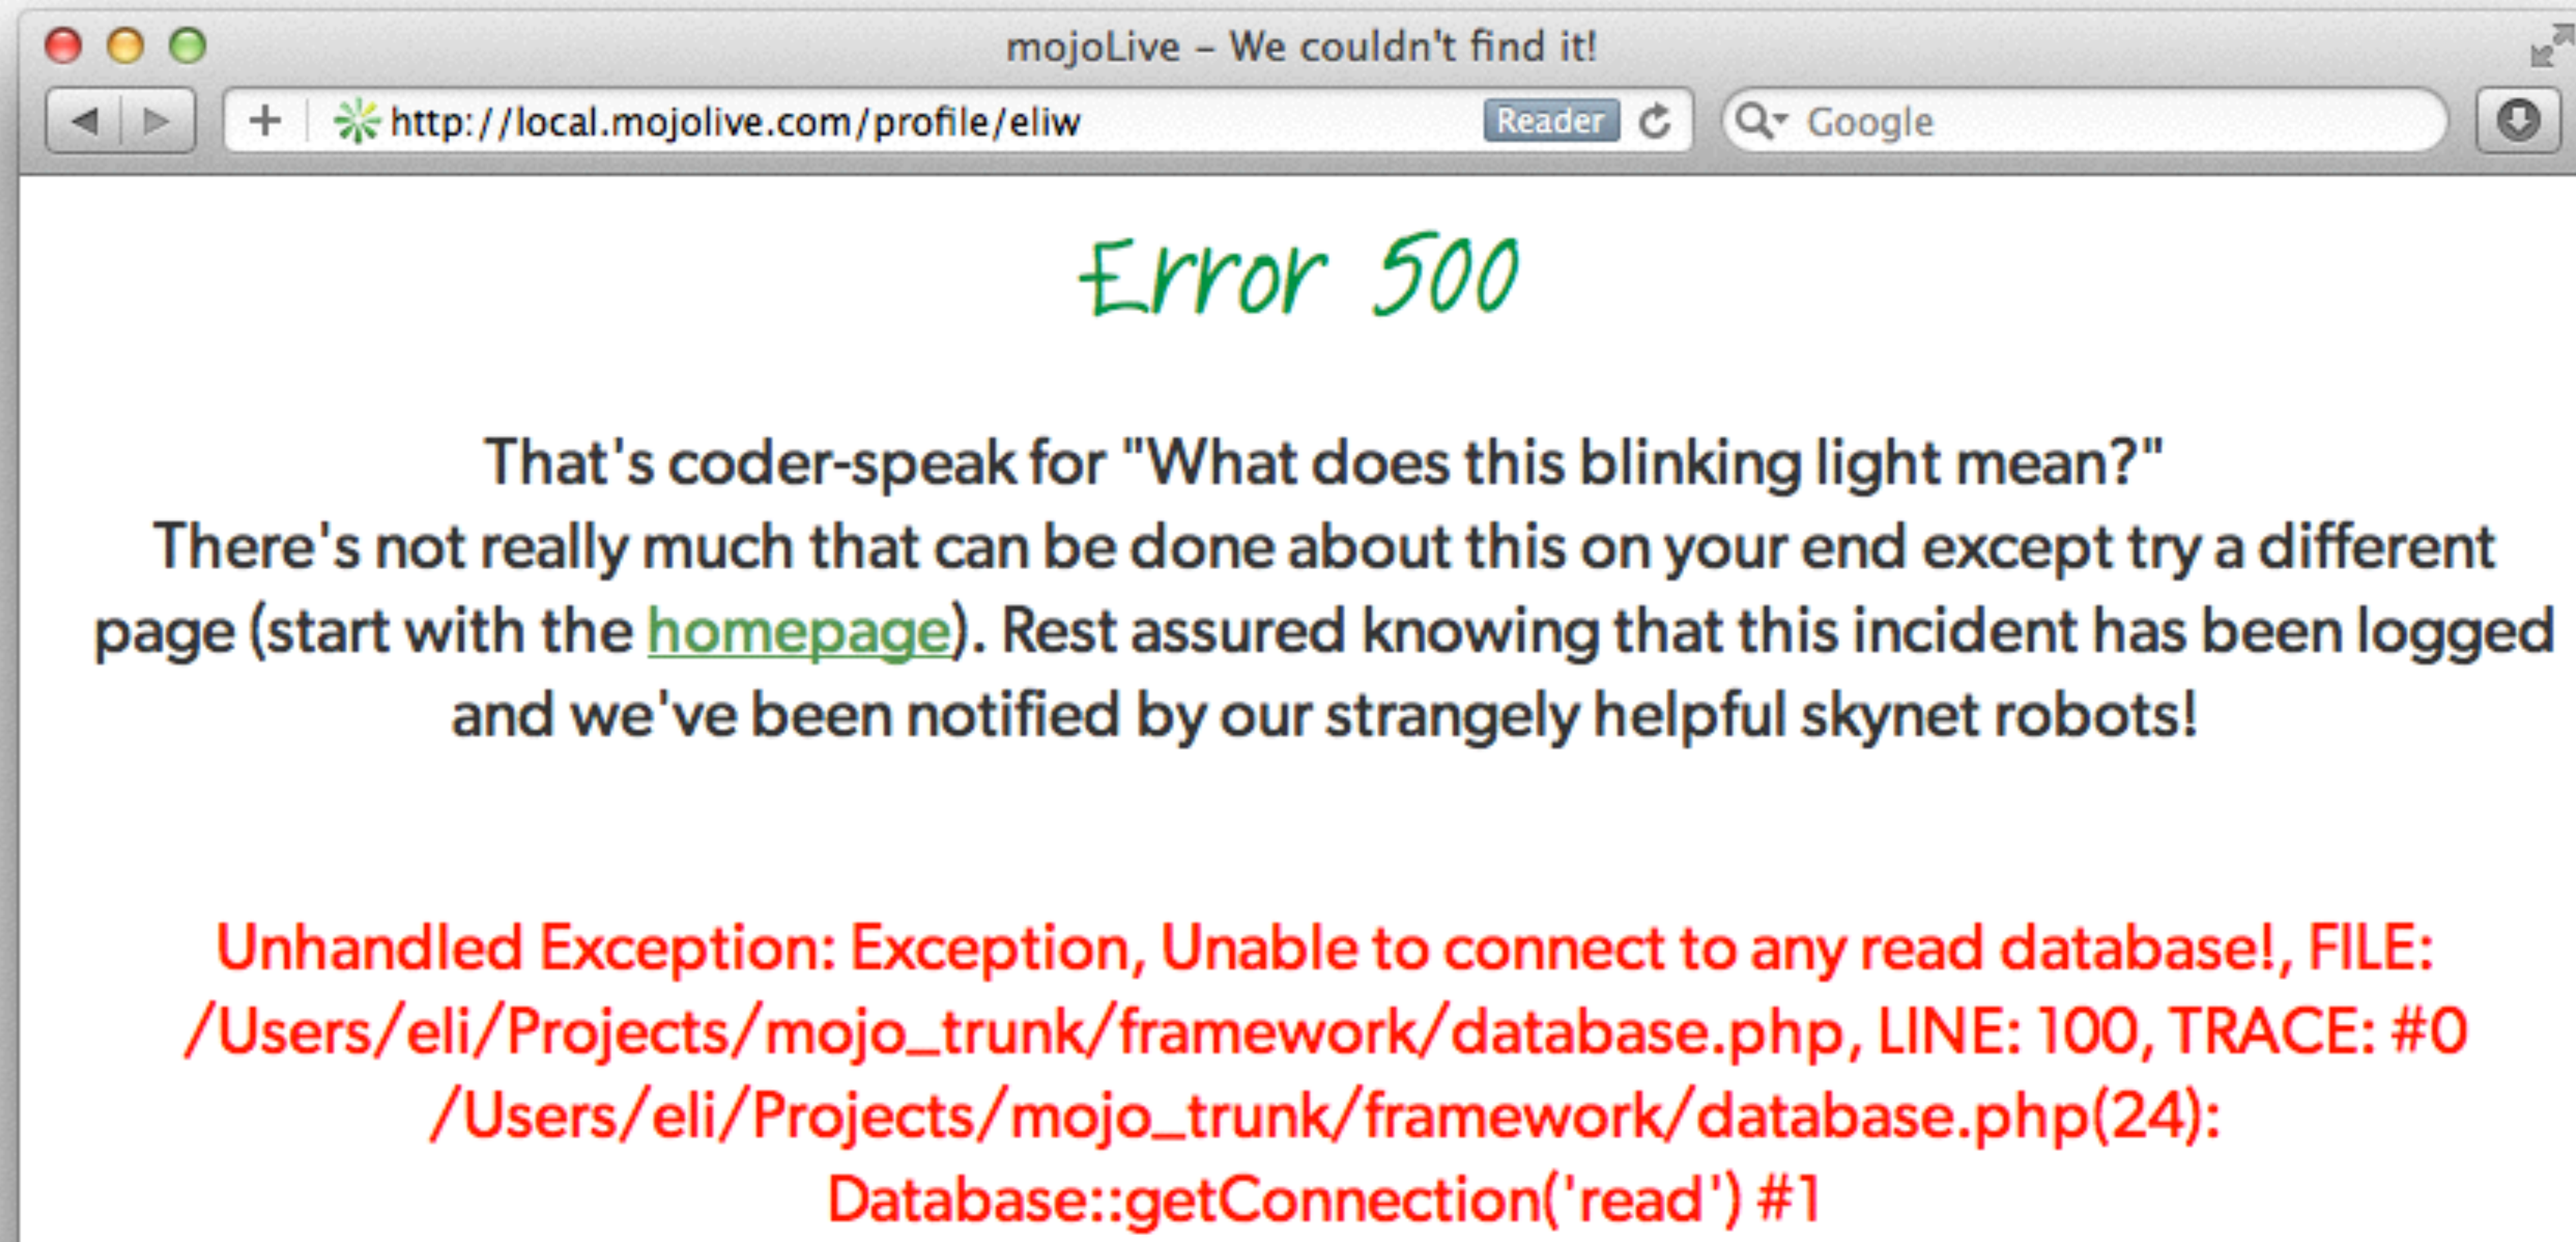 mojoLive – We couldn't find it!
http://local.mojolive.com/profile/eliw
Reader
Google
Error 500
That's coder-speak for "What does this blinking light mean?"
There's not really much that can be done about this on your end except try a different
page (start with the homepage). Rest assured knowing that this incident has been logged
and we've been notified by our strangely helpful skynet robots!
Unhandled Exception: Exception, Unable to connect to any read database!, FILE:
/Users/eli/Projects/mojo_trunk/framework/database.php, LINE: 100, TRACE: #0
/Users/eli/Projects/mojo_trunk/framework/database.php(24):
Database::getConnection('read') #1